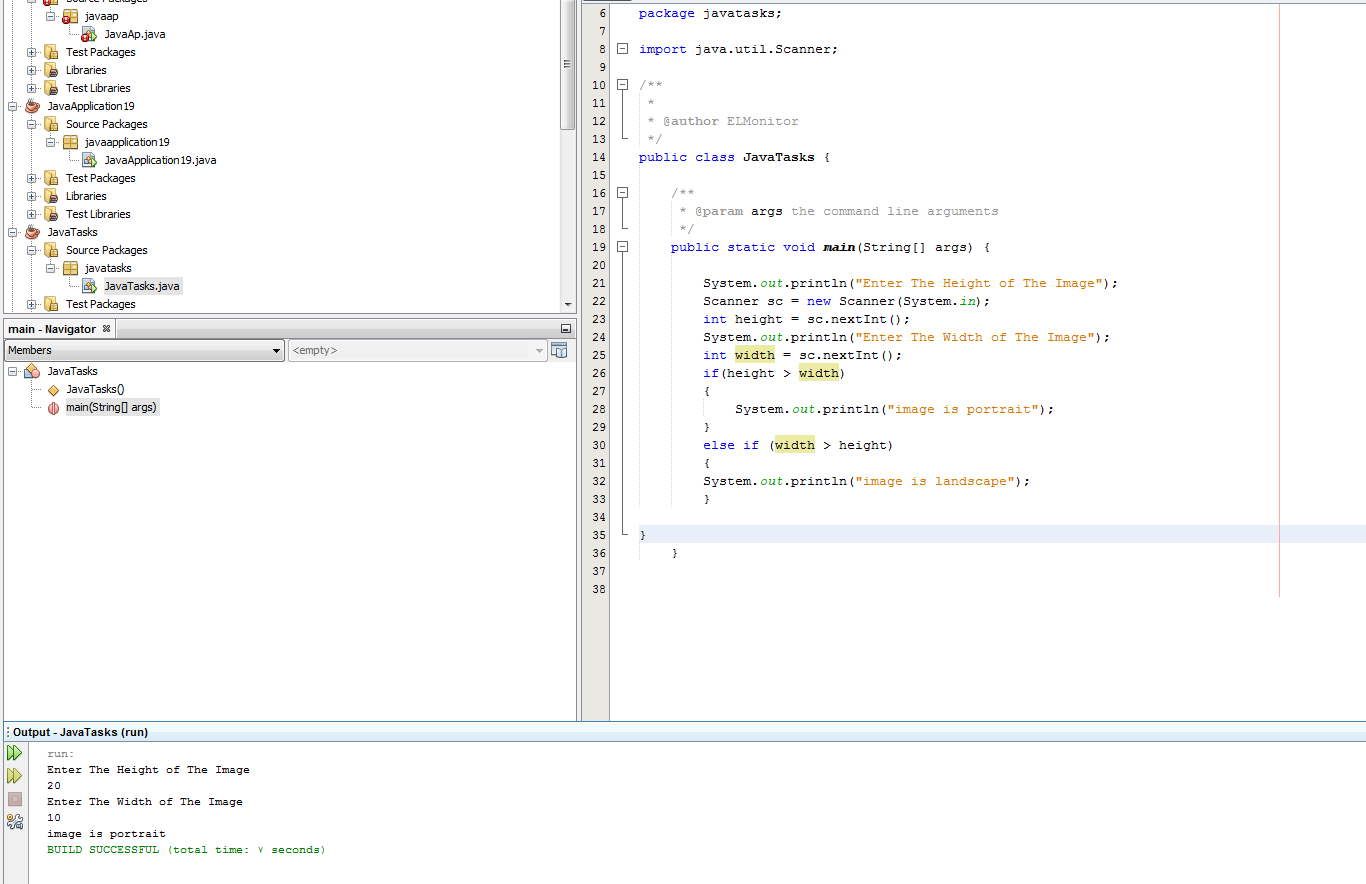 Source Packages
javaap
JavaAp.java
Test Packages
Libraries
Test Libraries
JavaApplication19
Source Packages
javaapplication19
JavaApplication19.java
Test Packages
Libraries
Test Libraries
JavaTasks
Source Packages
javatasks
JavaTasks.java
Test Packages
main - Navigator
Members
<empty>
JavaTasks
JavaTasks()
main(String[] args)
6 package javatasks;
7
8 import java.util.Scanner;
9
10 /**
11 *
12 * @author ELMonitor
13 */
14 public class JavaTasks {
15
16 /**
17 * @param args the command line arguments
18 */
19 public static void main(String[] args) {
20
21 System.out.println("Enter The Height of The Image");
22 Scanner sc = new Scanner(System.in);
23 int height = sc.nextInt();
24 System.out.println("Enter The Width of The Image");
25 int width = sc.nextInt();
26 if(height > width)
27 {
28 System.out.println("image is portrait");
29 }
30 else if (width > height)
31 {
32 System.out.println("image is landscape");
33 }
34
35 }
36 }
37
38
Output - JavaTasks (run)
run:
Enter The Height of The Image
20
Enter The Width of The Image
10
image is portrait
BUILD SUCCESSFUL (total time: ٧ seconds)